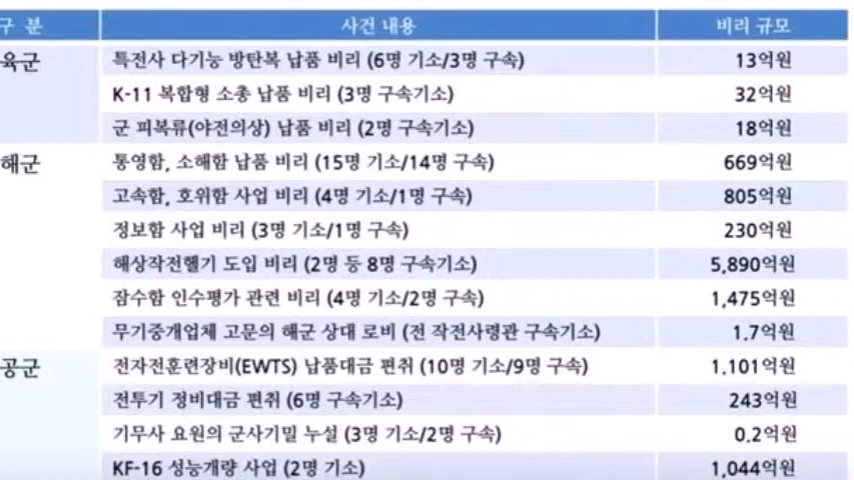 구 분 사건 내용 비리 규모
육군 특전사 다기능 방탄복 납품 비리 (6명 기소/3명 구속) 13억원
K-11 복합형 소총 납품 비리 (3명 구속기소) 32억원
군 피복류(야전의상) 납품 비리 (2명 구속기소) 18억원
해군 통영함, 소해함 납품 비리 (15명 기소/14명 구속) 669억원
고속함, 호위함 사업 비리 (4명 기소/1명 구속) 805억원
정보함 사업 비리 (3명 기소/1명 구속) 230억원
해상작전헬기 도입 비리 (2명 등 8명 구속기소) 5,890억원
잠수함 인수평가 관련 비리 (4명 기소/2명 구속) 1,475억원
무기중개업체 고문의 해군 상대 로비 (전 작전사령관 구속기소) 1.7억원
공군 전자전훈련장비(EWTS) 납품대금 편취 (10명 기소/9명 구속) 1,101억원
전투기 정비대금 편취 (6명 구속기소) 243억원
기무사 요원의 군사기밀 누설 (3명 기소/2명 구속) 0.2억원
KF-16 성능개량 사업 (2명 기소) 1,044억원